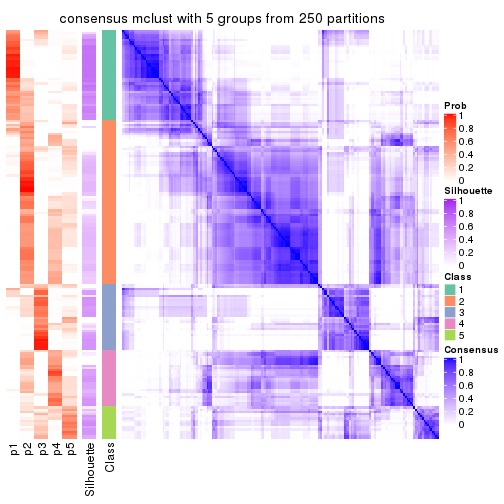 consensus mclust with 5 groups from 250 partitions
Prob
1
0.8
0.6
0.4
0.2
0
Silhouette
1
0.8
0.6
0.4
0.2
0
Class
1
2
3
4
5
Consensus
1
0.8
0.6
0.4
0.2
0
p1
p2
p3
p4
p5
Silhouette
Class